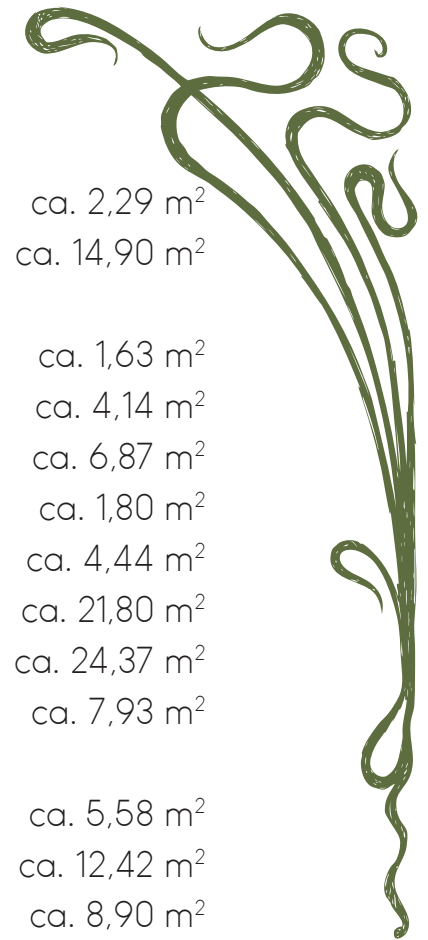 ca. 2,29 m²
ca. 14,90 m²
ca. 1,63 m²
ca. 4,14 m²
ca. 6,87 m²
ca. 1,80 m²
ca. 4,44 m²
ca. 21,80 m²
ca. 24,37 m²
ca. 7,93 m²
ca. 5,58 m²
ca. 12,42 m²
ca. 8,90 m²